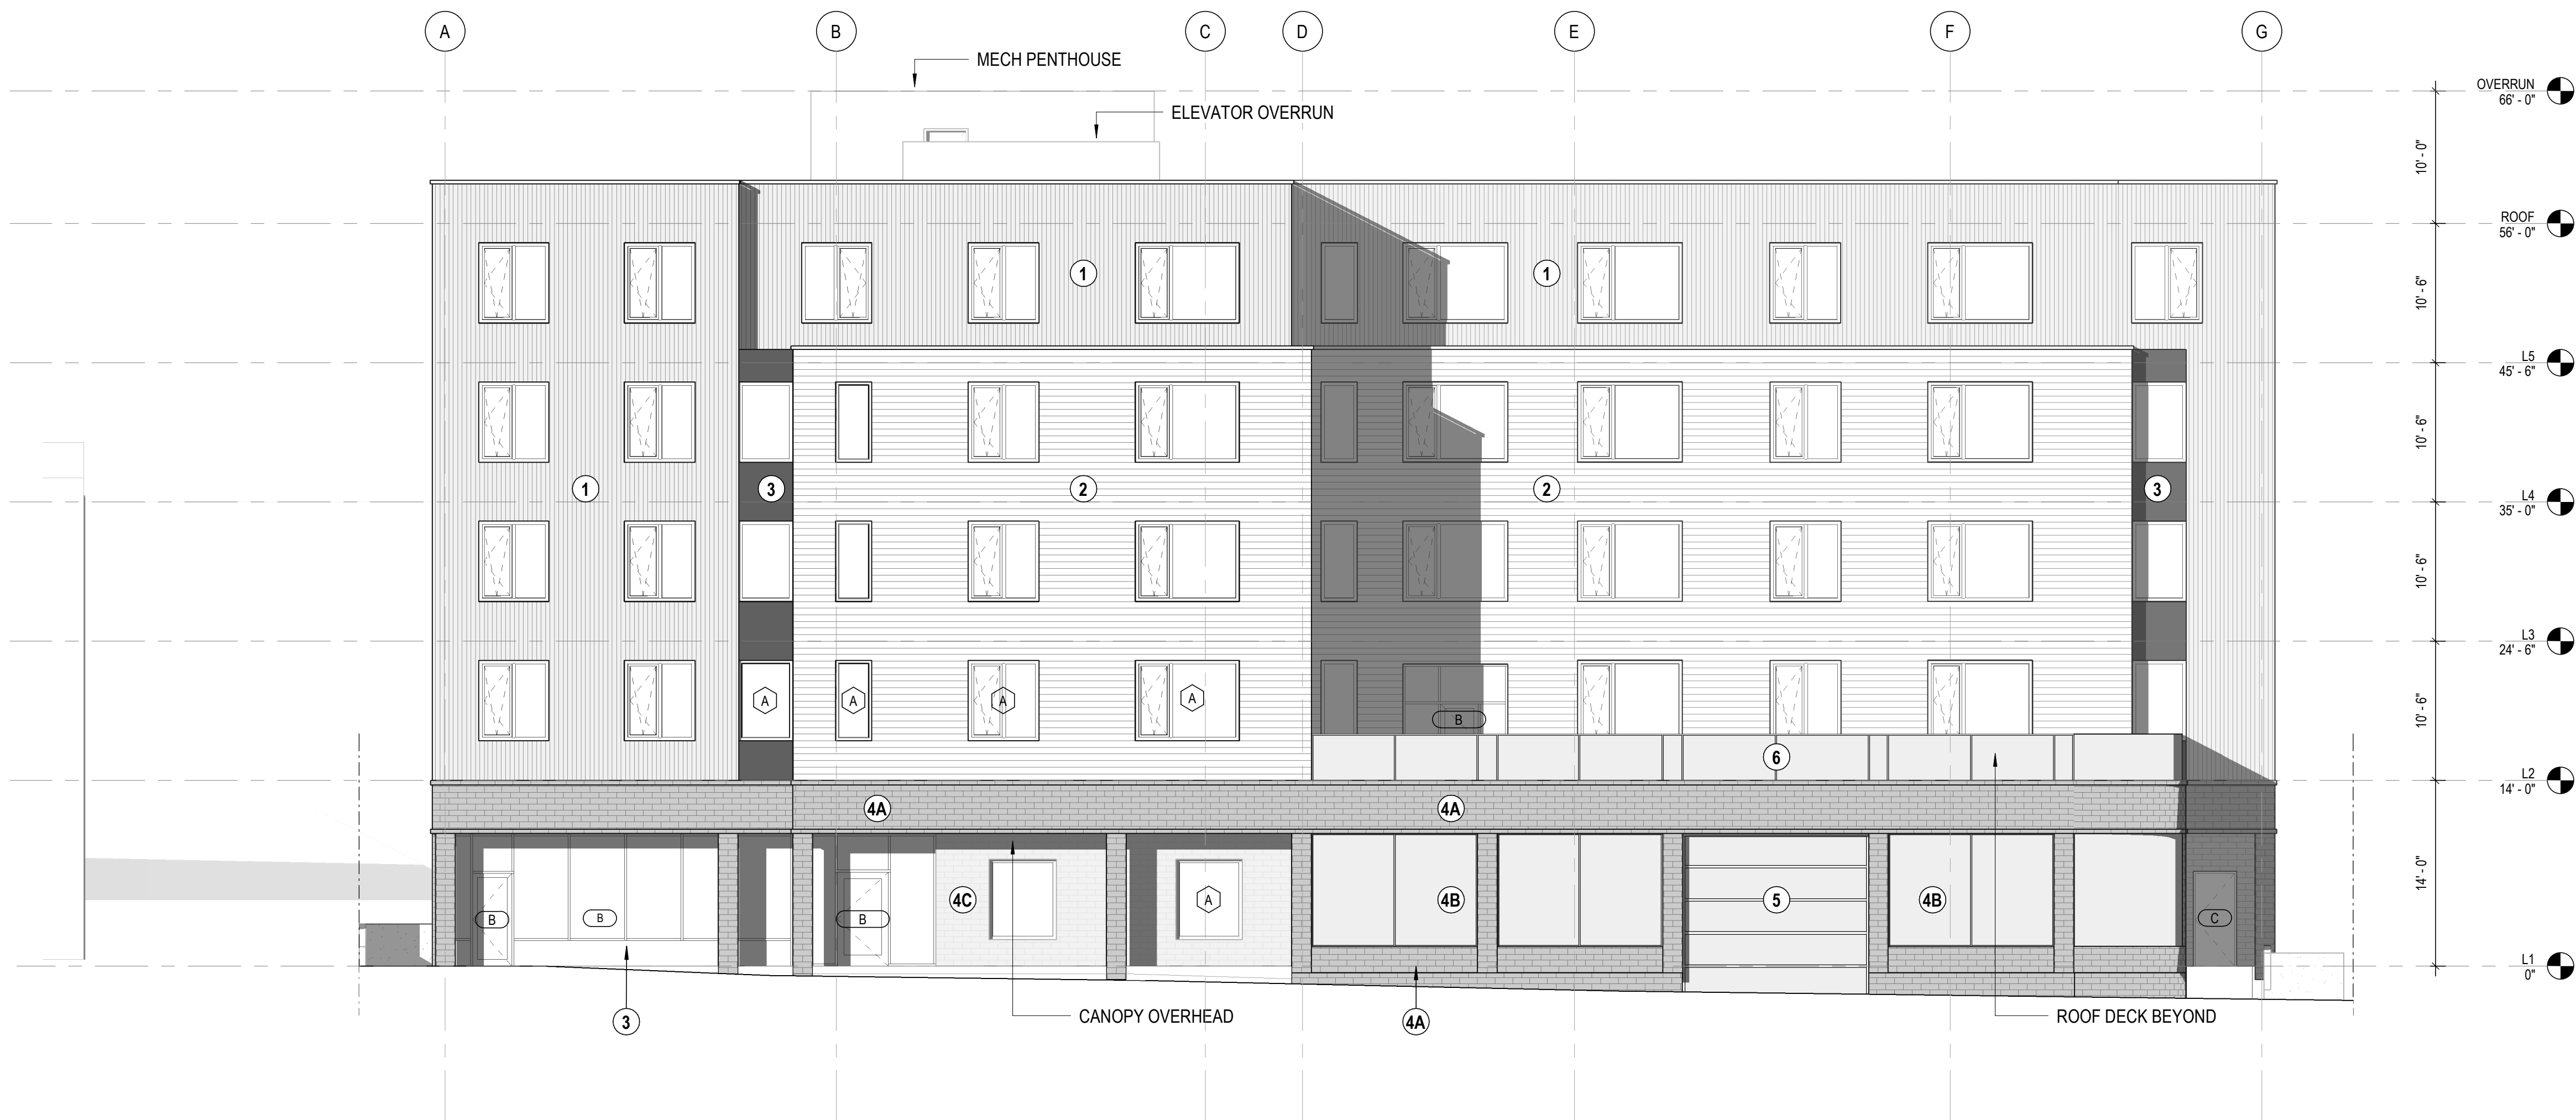 A
B
C
D
E
F
G
MECH PENTHOUSE
ELEVATOR OVERRUN
OVERRUN
66' - 0"
10' - 0"
ROOF
56' - 0"
1
1
10' - 6"
L5
45' - 6"
10' - 6"
1
3
2
2
3
L4
35' - 0"
10' - 6"
L3
24' - 6"
A
A
A
A
B
10' - 6"
6
L2
14' - 0"
4A
4A
14' - 0"
B
B
B
4C
A
4B
5
4B
C
L1
0"
3
CANOPY OVERHEAD
4A
ROOF DECK BEYOND